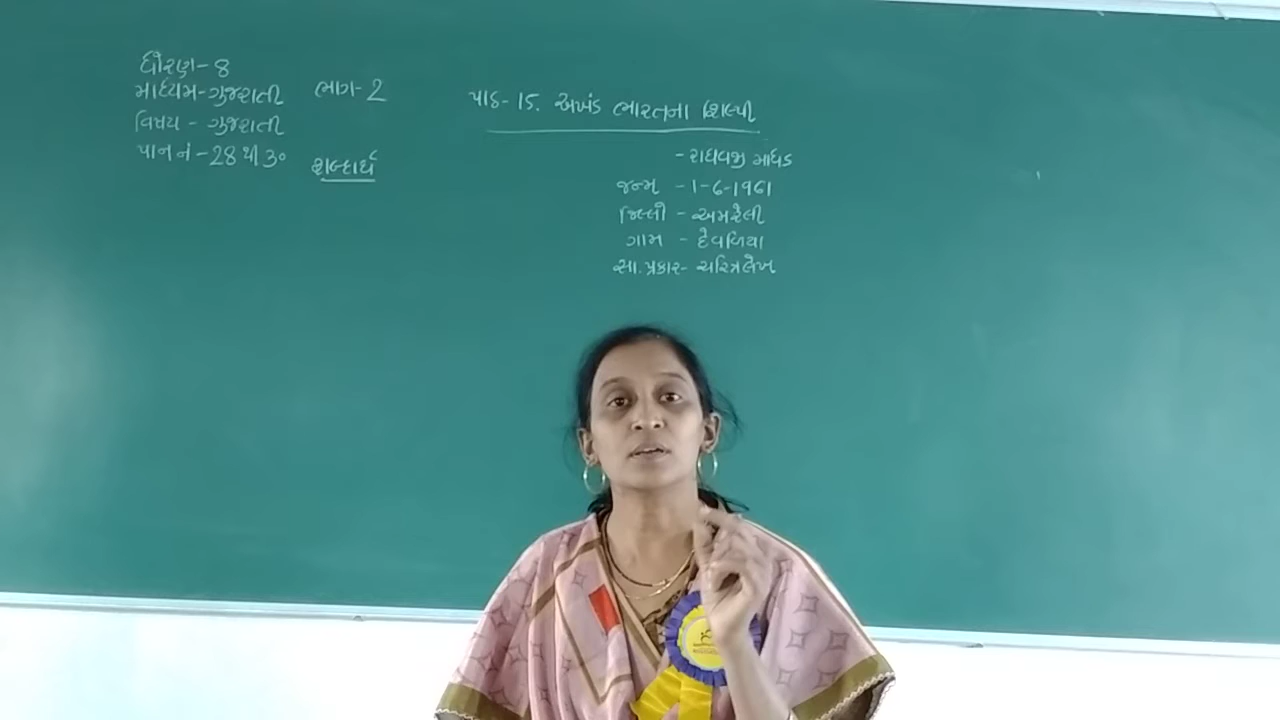 ધોરણ-8
માધ્યમ-ગુજરાતી ભાગ-2
વિષય - ગુજરાતી
પાન નં-28 થી 30
શબ્દાર્થ
પાઠ-15. અખંડ ભારતના શિલ્પી
- રાઘવજી માધડ
જન્મ - 1-6-1961
જિલ્લો - અમરેલી
ગામ - દેવળિયા
સા. પ્રકાર- ચરિત્રલેખ